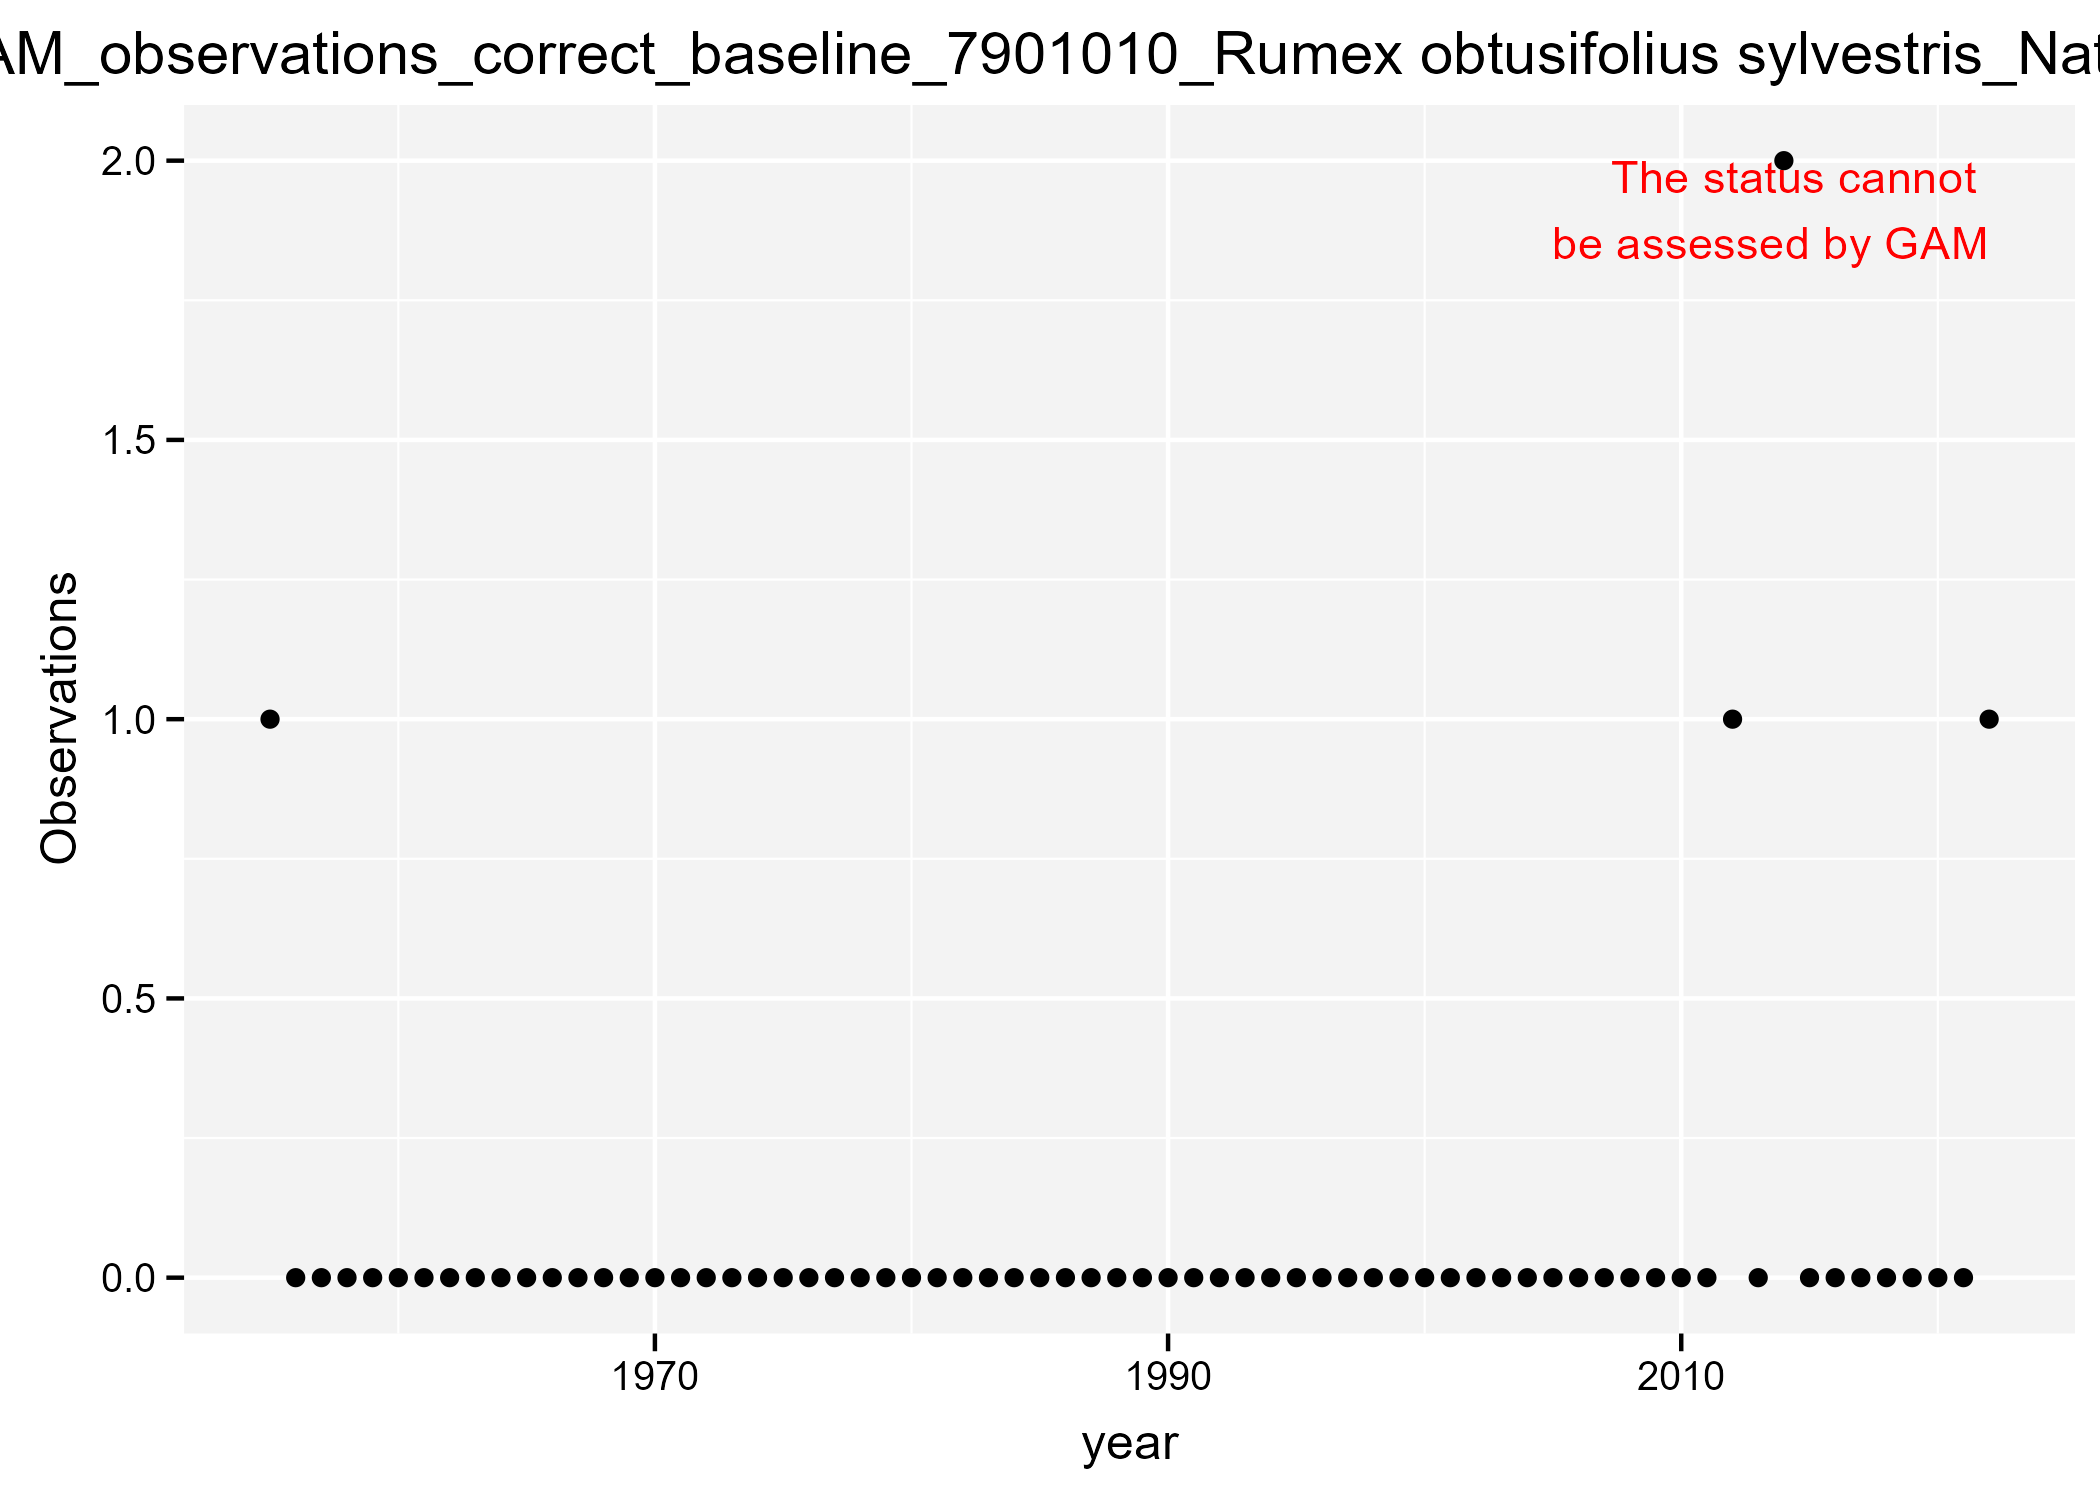 AM_observations_correct_baseline_7901010_Rumex obtusifolius sylvestris_Nat
2.0
The status cannot
be assessed by GAM
1.5
Observations
1.0
0.5
0.0
1970 1990 2010
year